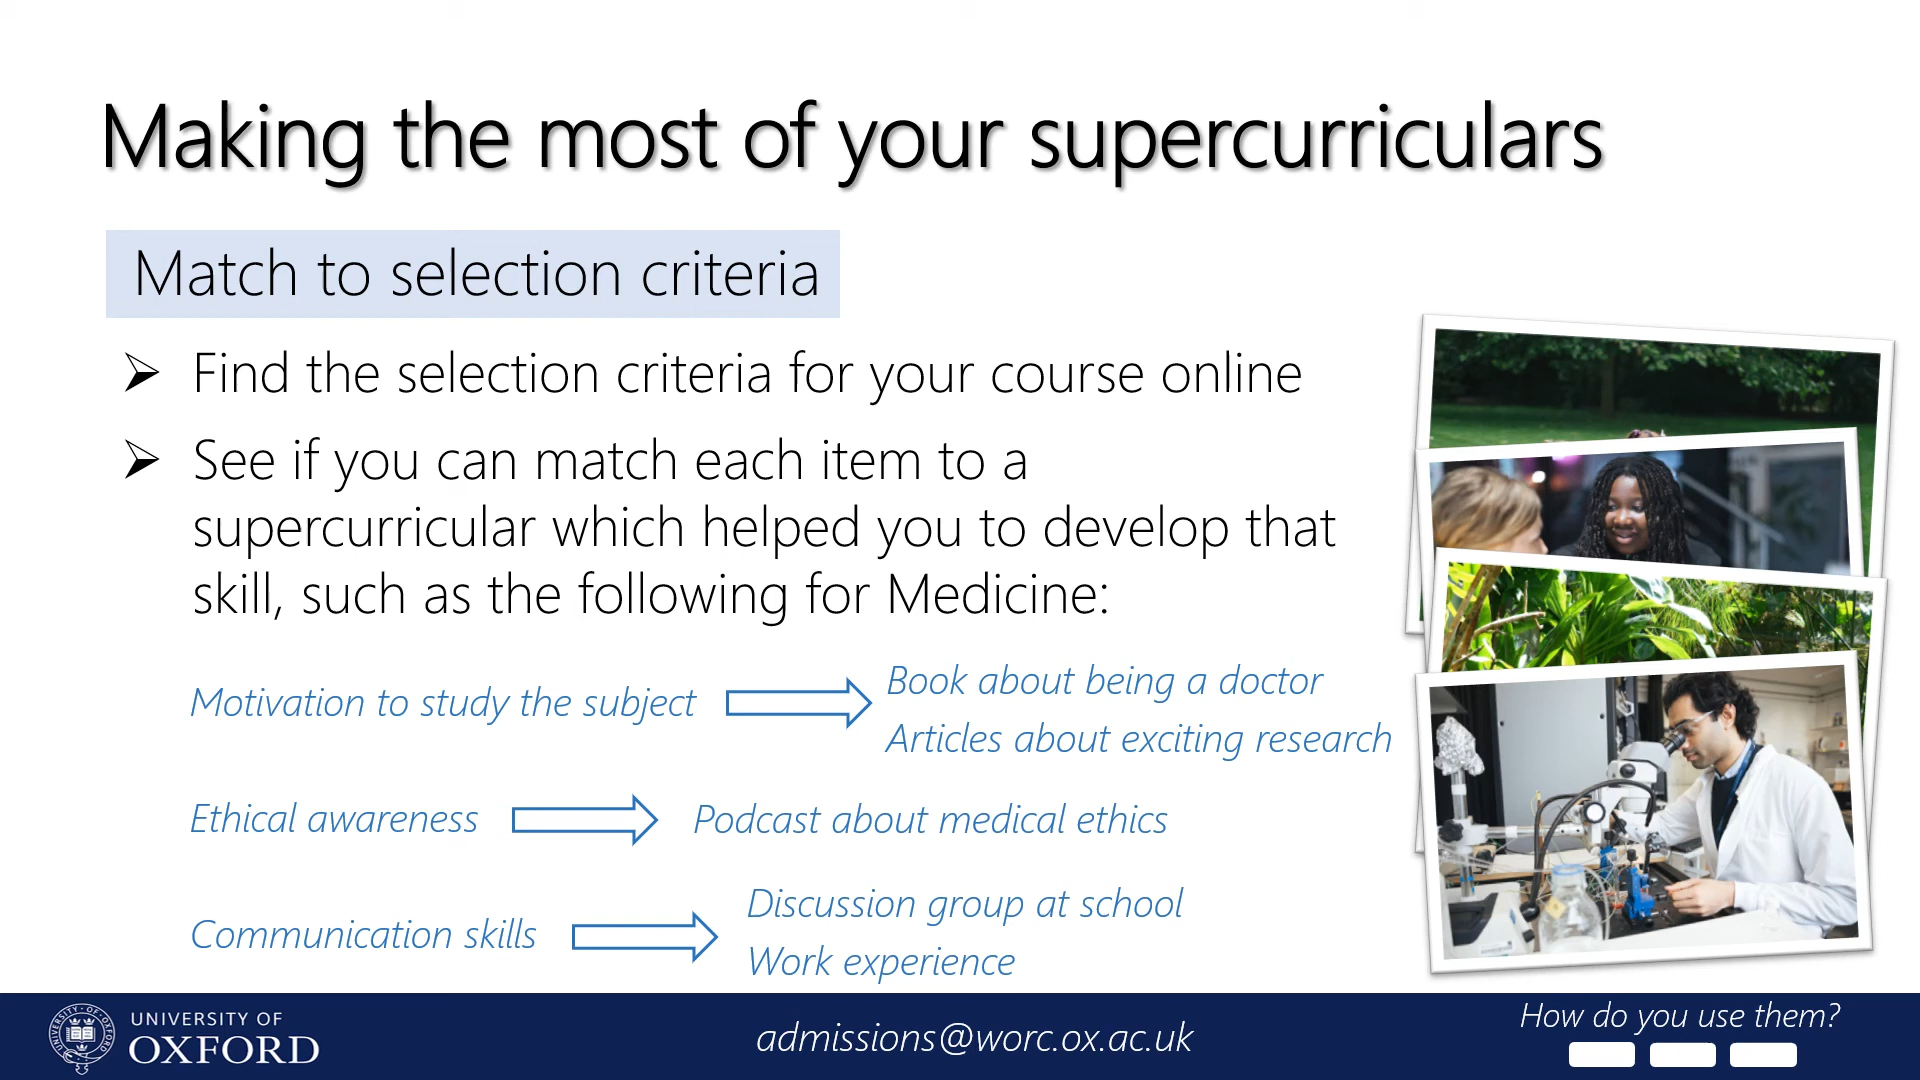 Making the most of your supercurriculars
Match to selection criteria
Find the selection criteria for your course online
See if you can match each item to a
supercurricular which helped you to develop that
skill, such as the following for Medicine:
Motivation to study the subject
Book about being a doctor
Articles about exciting research
Ethical awareness
Podcast about medical ethics
Communication skills
Discussion group at school
Work experience
UNIVERSITY OF
OXFORD
admissions@worc.ox.ac.uk
How do you use them?